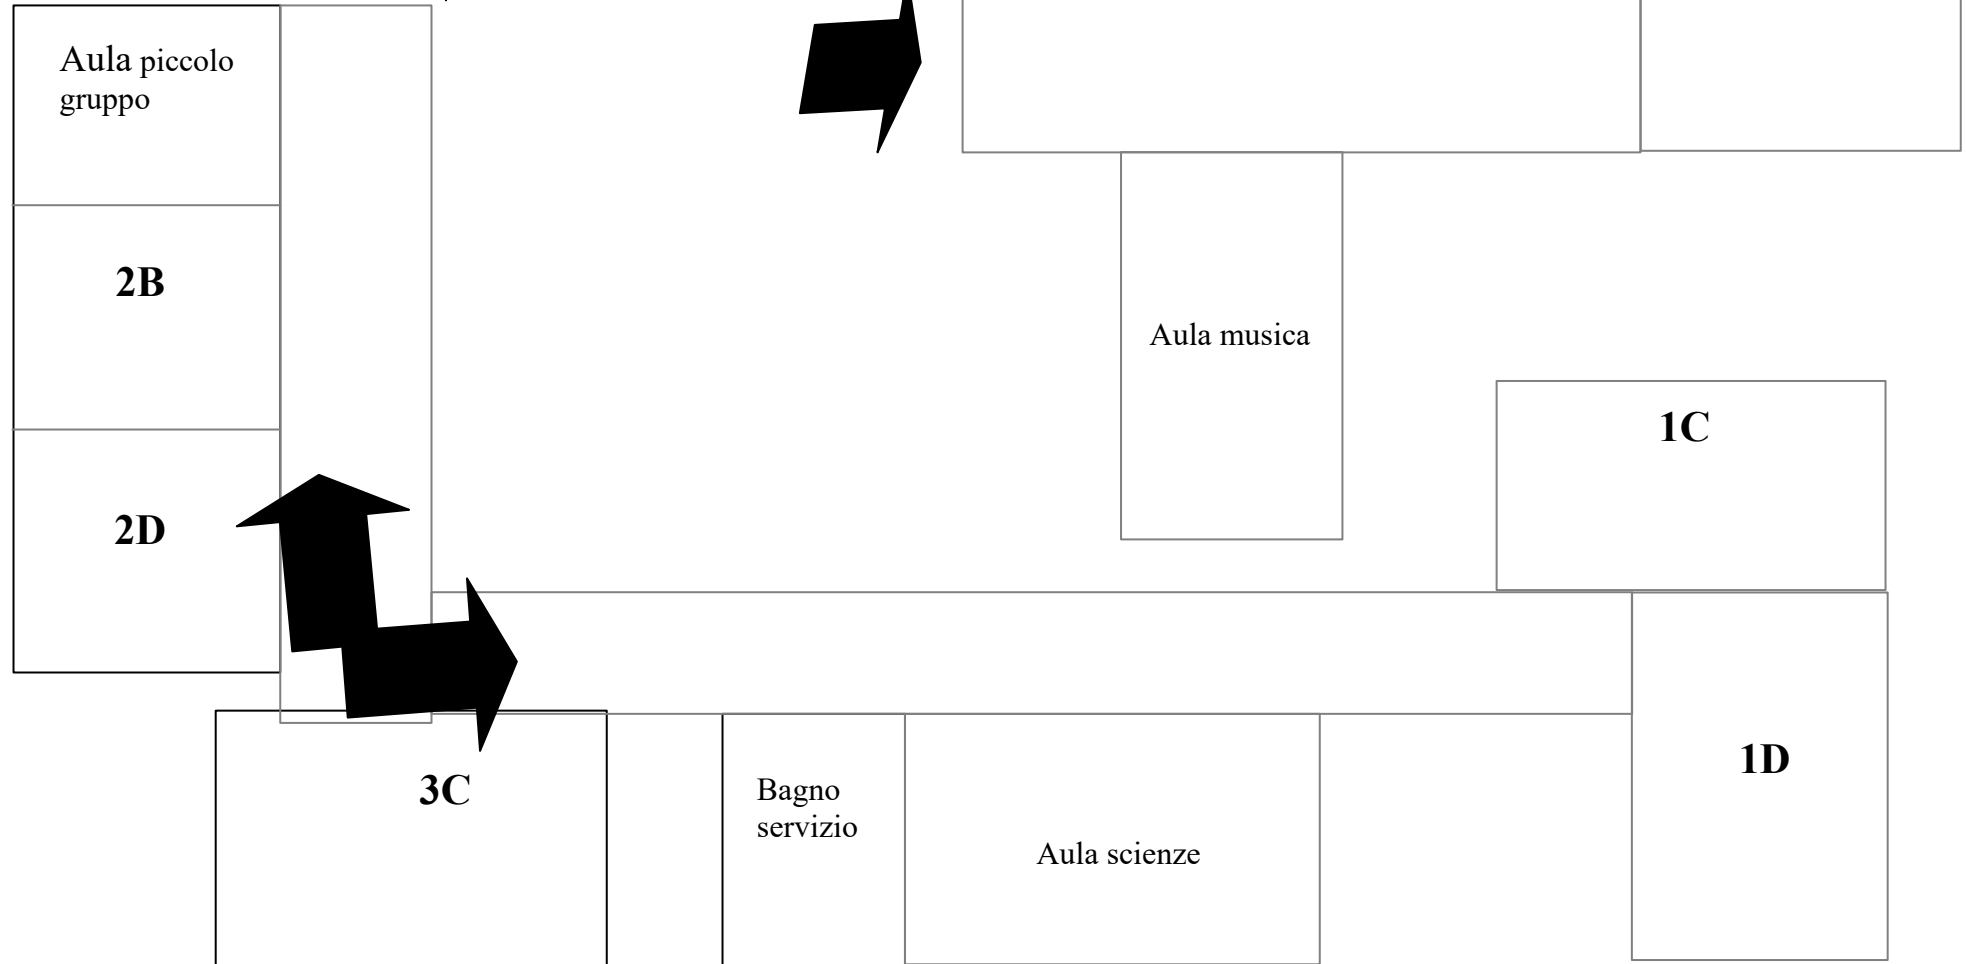 Aula piccolo
gruppo
2B
Aula musica
1C
2D
1D
3C
Bagno
servizio
Aula scienze